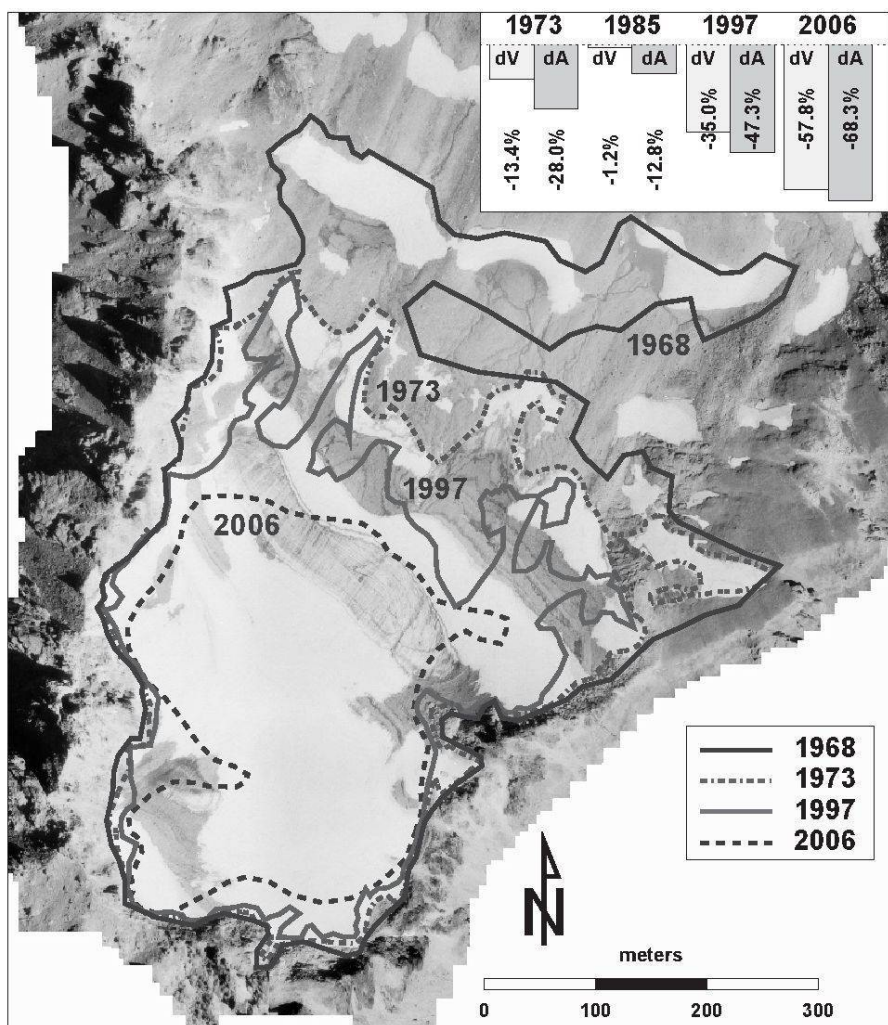 1973 1985 1997 2006
dV dA dV dA dV dA dV dA
-13.4% -28.0% -1.2% -12.8% -35.0% -47.3% -57.8% -68.3%
1968
1973
1997
2006
1968
1973
1997
2006
N
meters
0 100 200 300